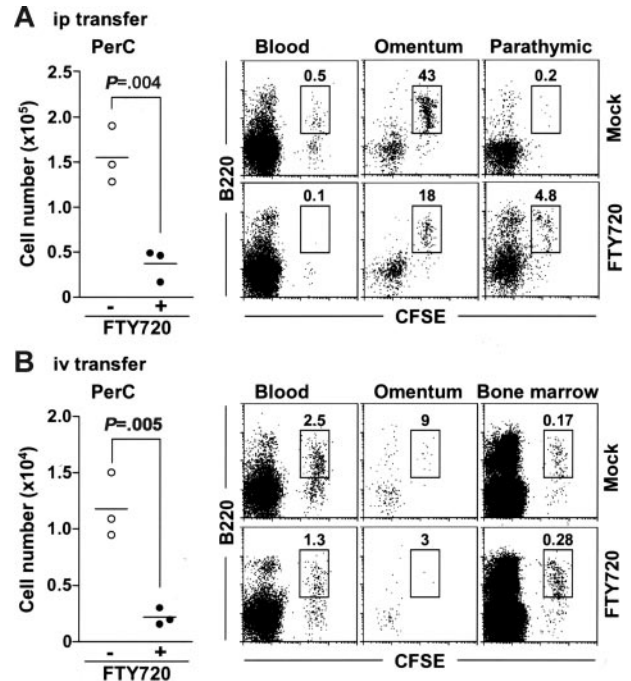 A ip transfer
PerC
Blood Omentum Parathymic
2.5
2.0
1.5
1.0
0.5
0
Cell number (x10⁵)
P=.004
- +
FTY720
B220
0.5 43 0.2
Mock
0.1 18 4.8
FTY720
CFSE
B iv transfer
PerC
Blood Omentum Bone marrow
2.0
1.5
1.0
0.5
0
Cell number (x10⁴)
P=.005
- +
FTY720
B220
2.5 9 0.17
Mock
1.3 3 0.28
FTY720
CFSE